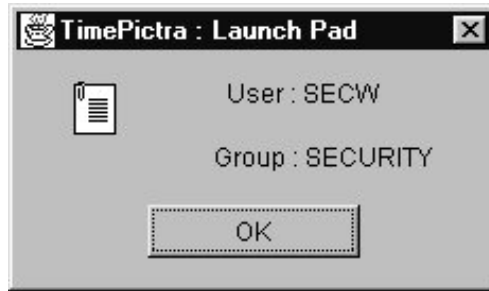 TimePictra : Launch Pad
User : SECW
Group : SECURITY
OK